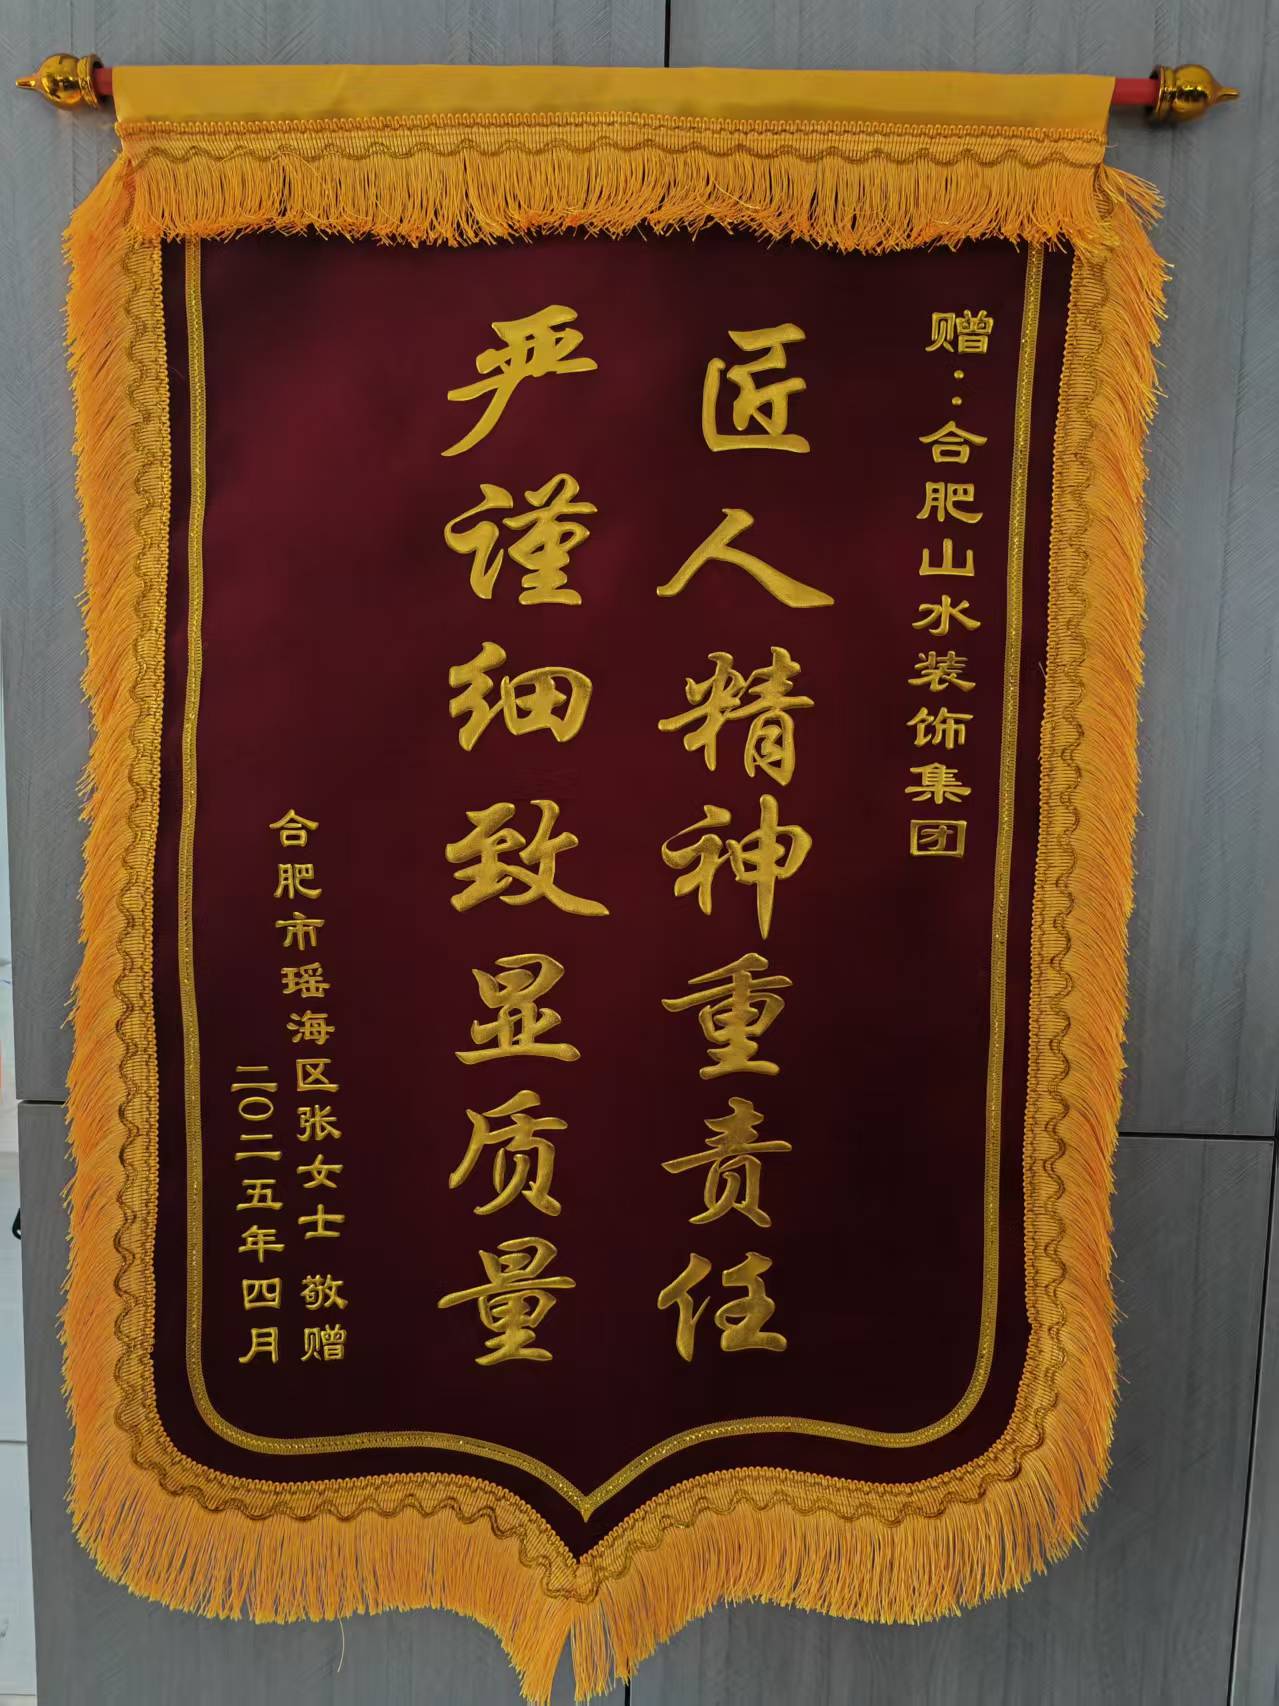 赠：合肥山水装饰集团
匠人精神重责任
严谨细致显质量
合肥市瑶海区张女士 敬赠
二〇二五年四月